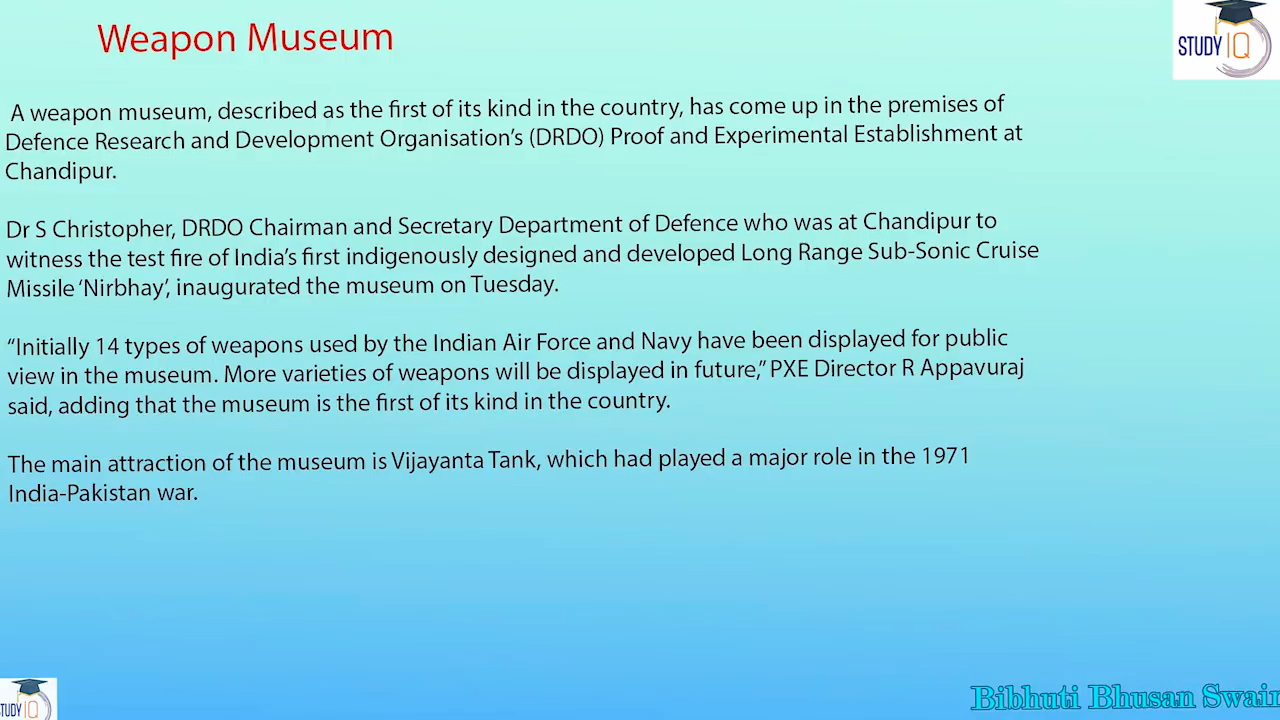 Weapon Museum
STUDY IQ
A weapon museum, described as the first of its kind in the country, has come up in the premises of
Defence Research and Development Organisation’s (DRDO) Proof and Experimental Establishment at
Chandipur.
Dr S Christopher, DRDO Chairman and Secretary Department of Defence who was at Chandipur to
witness the test fire of India’s first indigenously designed and developed Long Range Sub-Sonic Cruise
Missile ‘Nirbhay’, inaugurated the museum on Tuesday.
“Initially 14 types of weapons used by the Indian Air Force and Navy have been displayed for public
view in the museum. More varieties of weapons will be displayed in future,” PXE Director R Appavuraj
said, adding that the museum is the first of its kind in the country.
The main attraction of the museum is Vijayanta Tank, which had played a major role in the 1971
India-Pakistan war.
STUDY IQ
Bibhuti Bhusan Swain